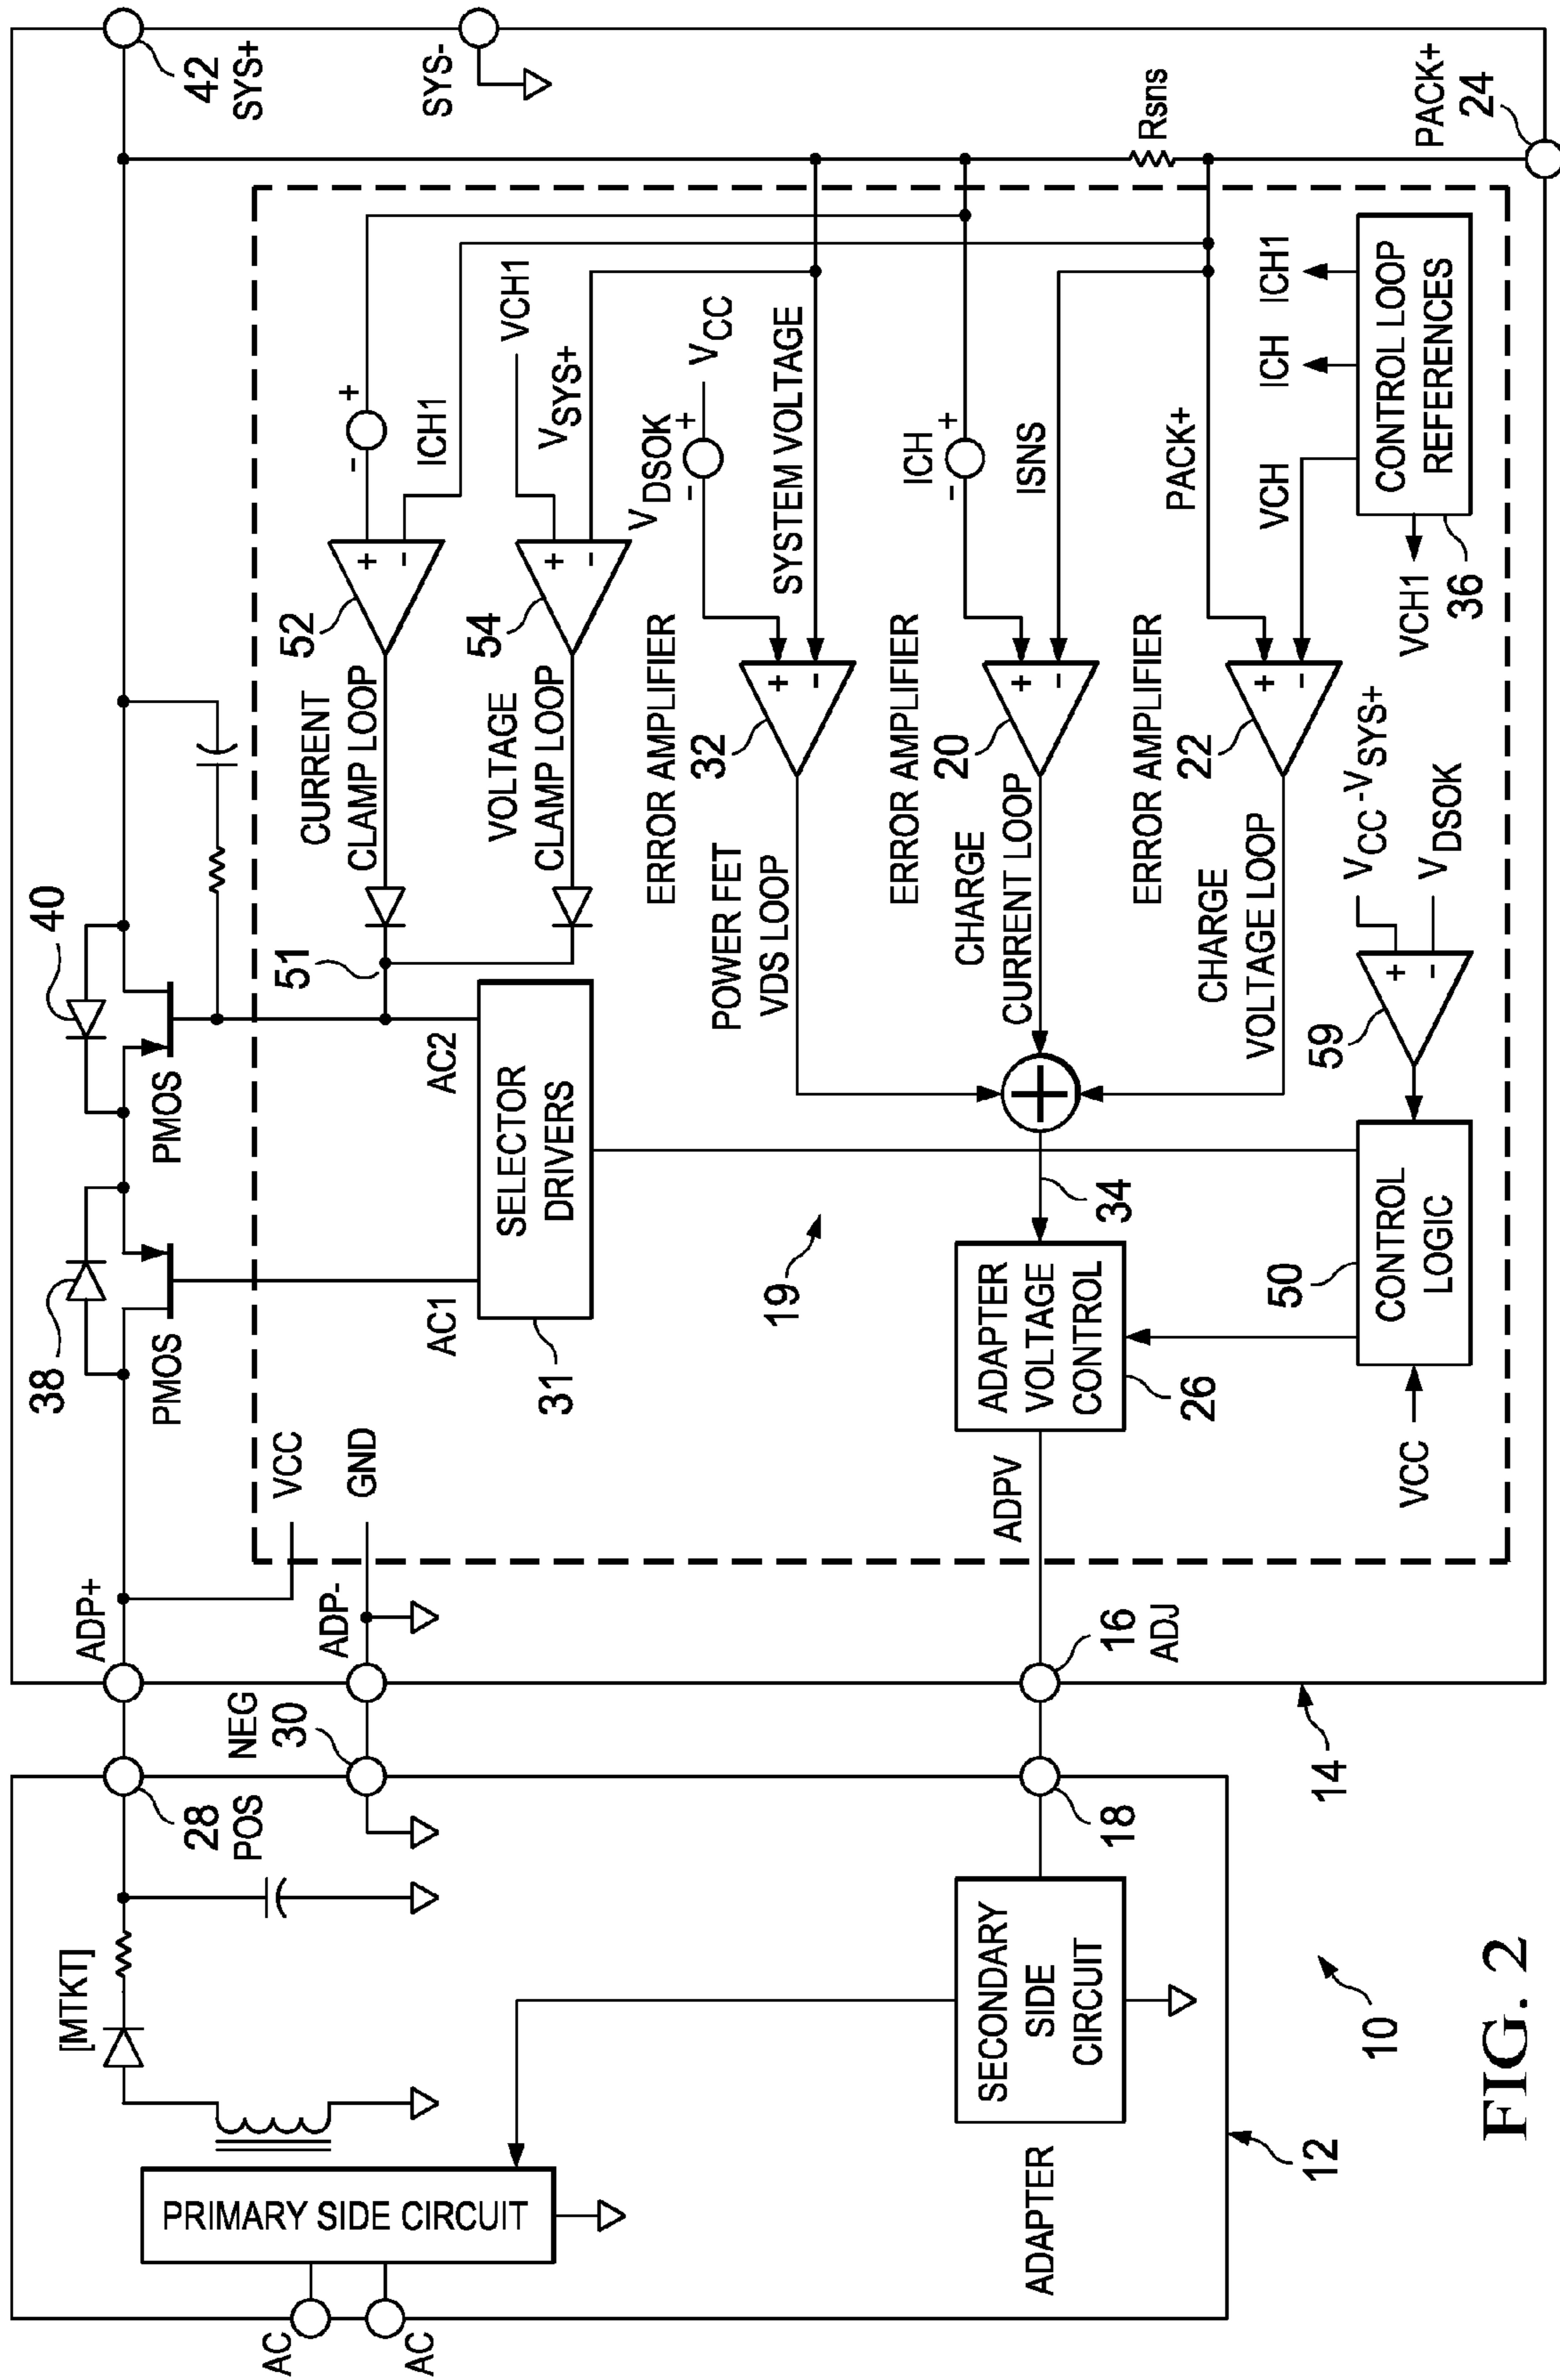 AC
AC
PRIMARY SIDE CIRCUIT
[MTKT]
28
POS
NEG
30
ADAPTER
SECONDARY
SIDE
CIRCUIT
18
12
10
14
ADP+
ADP-
16
ADJ
VCC
GND
38
PMOS
40
PMOS
AC1
AC2
SELECTOR
DRIVERS
31
51
CURRENT
CLAMP LOOP
52
+
-
-
+
ICH1
VOLTAGE
CLAMP LOOP
54
+
-
VCH1
VSYS+
42
SYS+
SYS-
ERROR AMPLIFIER
32
POWER FET
VDS LOOP
+
-
VDSOK
-
+
VCC
SYSTEM VOLTAGE
ERROR AMPLIFIER
20
CHARGE
CURRENT LOOP
+
-
ICH
-
+
ISNS
ERROR AMPLIFIER
22
CHARGE
VOLTAGE LOOP
+
-
PACK+
VCH
Rsns
PACK+
24
ICH1
ICH
CONTROL LOOP
REFERENCES
VCH1
36
19
34
ADPV
ADAPTER
VOLTAGE
CONTROL
26
VCC
50
CONTROL
LOGIC
59
+
-
VCC -VSYS+
VDSOK
FIG. 2